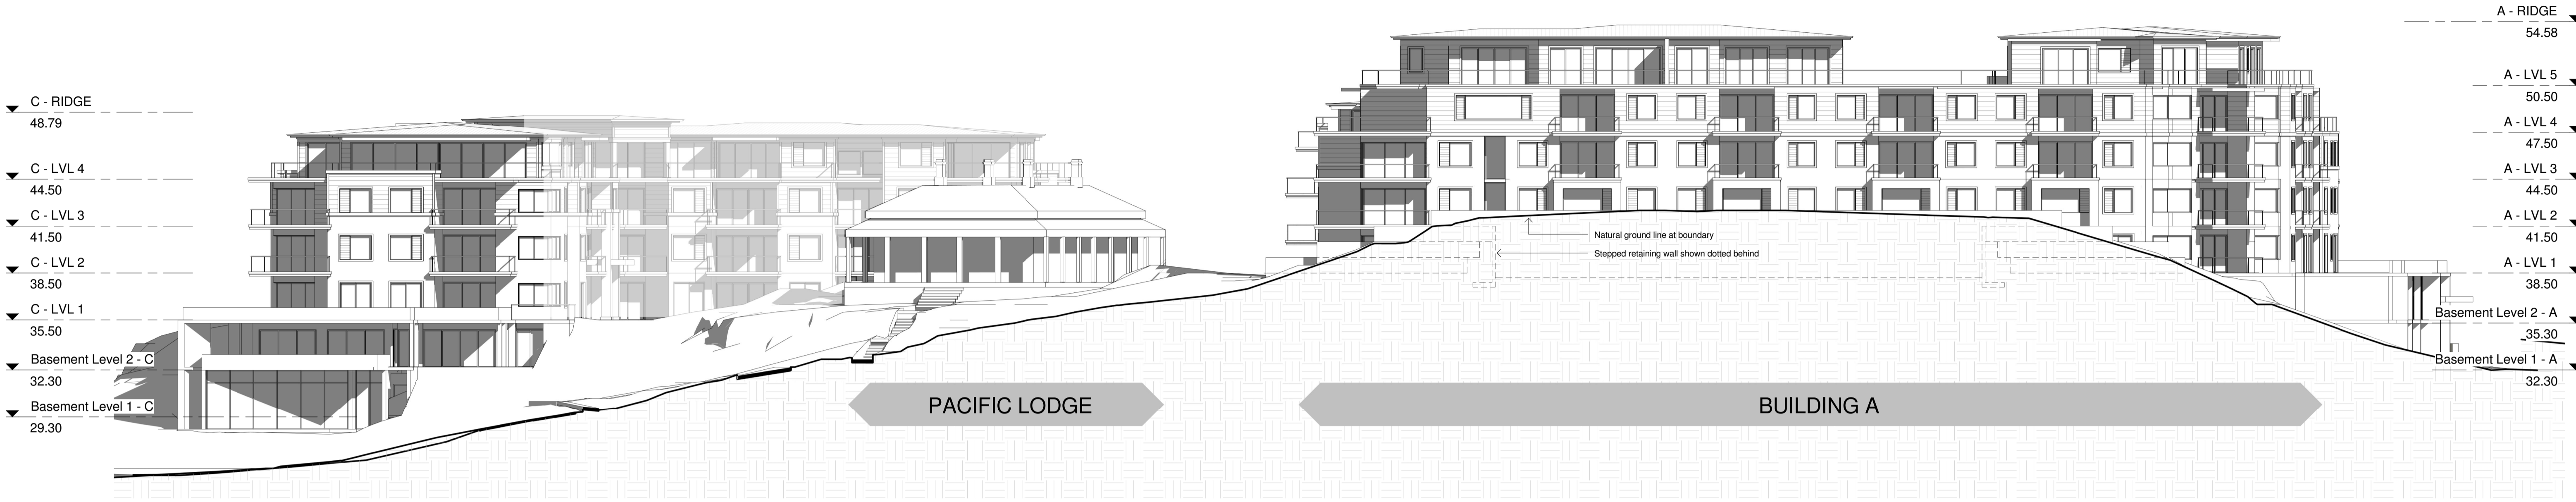 C - RIDGE
48.79
C - LVL 4
44.50
C - LVL 3
41.50
C - LVL 2
38.50
C - LVL 1
35.50
Basement Level 2 - C
32.30
Basement Level 1 - C
29.30
Natural ground line at boundary
Stepped retaining wall shown dotted behind
PACIFIC LODGE
BUILDING A
A - RIDGE
54.58
A - LVL 5
50.50
A - LVL 4
47.50
A - LVL 3
44.50
A - LVL 2
41.50
A - LVL 1
38.50
Basement Level 2 - A
35.30
Basement Level 1 - A
32.30